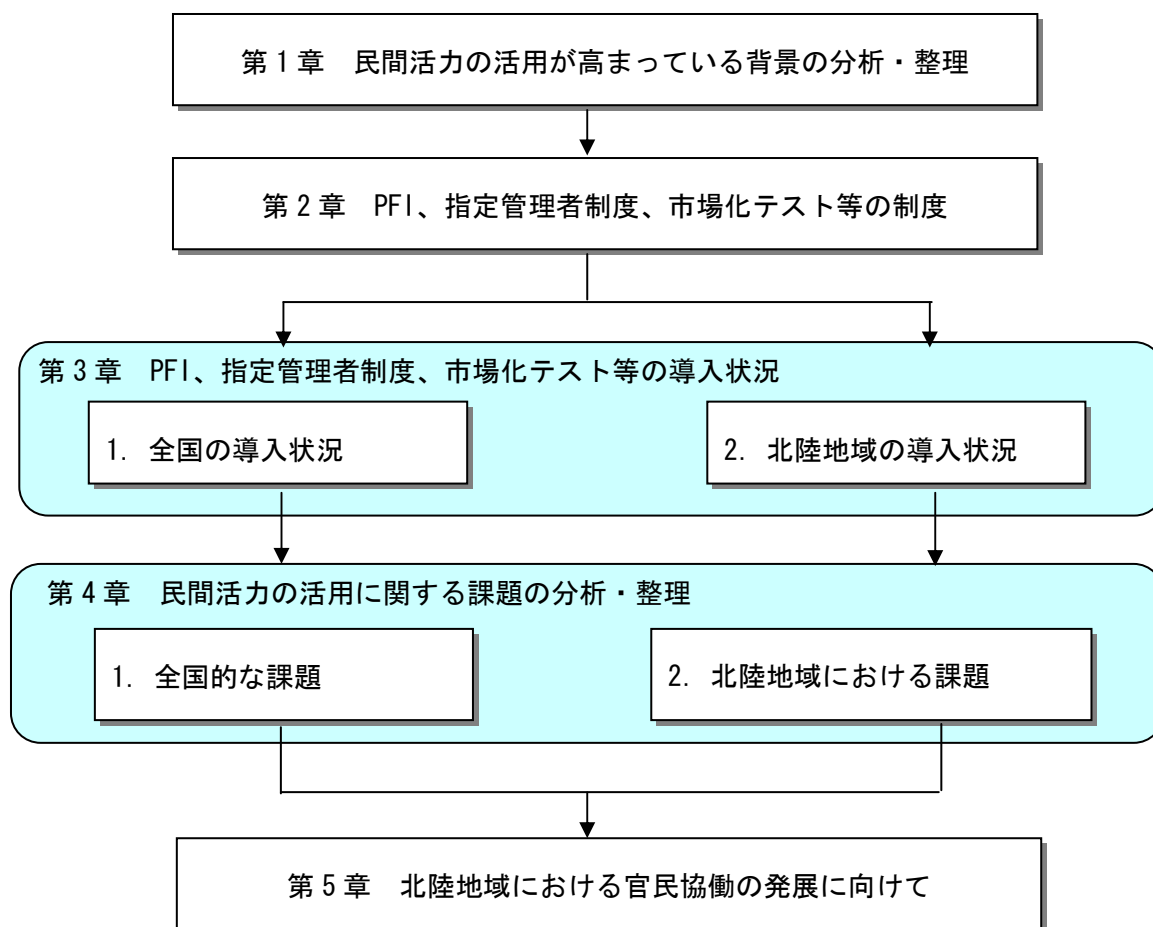 第1章 民間活力の活用が高まっている背景の分析・整理
第2章 PFI、指定管理者制度、市場化テスト等の制度
第3章 PFI、指定管理者制度、市場化テスト等の導入状況
1. 全国の導入状況
2. 北陸地域の導入状況
第4章 民間活力の活用に関する課題の分析・整理
1. 全国的な課題
2. 北陸地域における課題
第5章 北陸地域における官民協働の発展に向けて